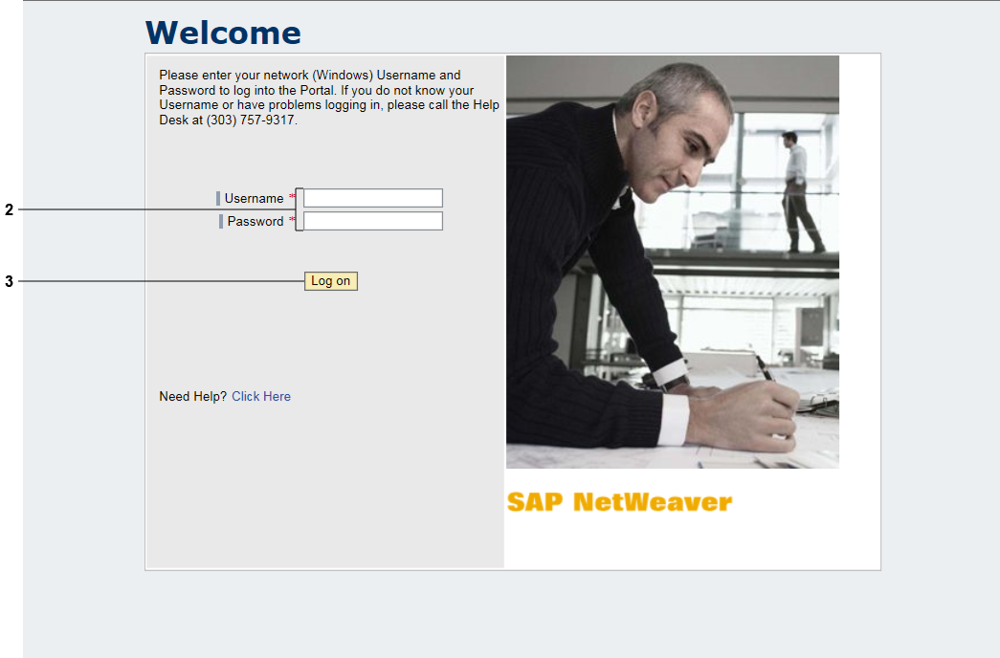 Welcome
Please enter your network (Windows) Username and
Password to log into the Portal. If you do not know your
Username or have problems logging in, please call the Help
Desk at (303) 757-9317.
2
Username *
Password *
3
Log on
Need Help? Click Here
SAP NetWeaver